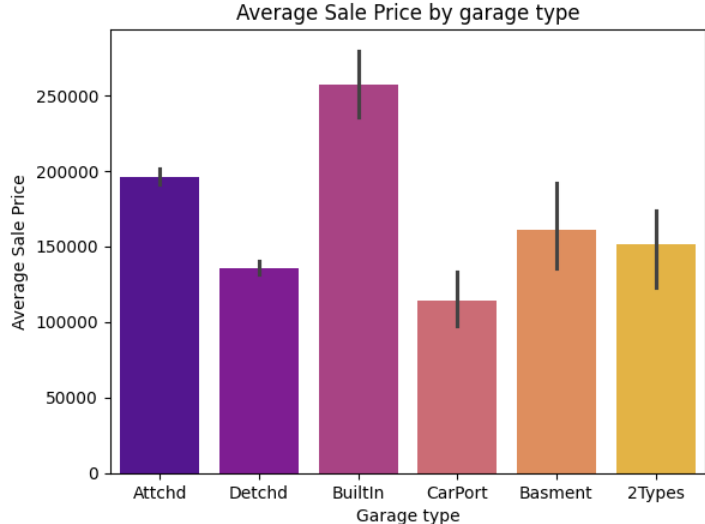 Average Sale Price by garage type
Average Sale Price
250000
200000
150000
100000
50000
0
Attchd Detchd BuiltIn CarPort Basment 2Types
Garage type